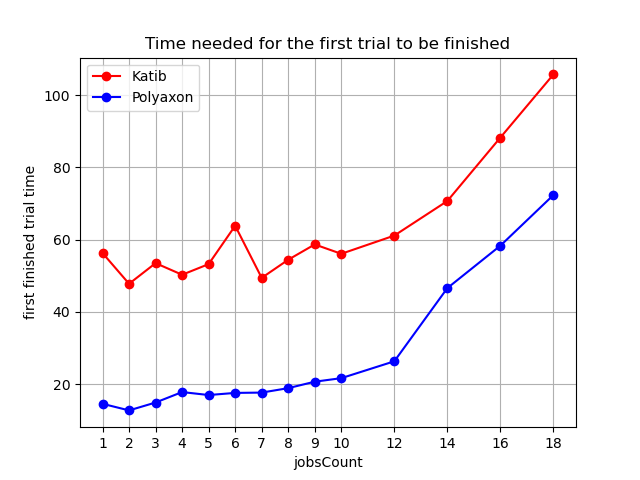 Time needed for the first trial to be finished
Katib
Polyaxon
100
80
60
40
20
first finished trial time
1 2 3 4 5 6 7 8 9 10 12 14 16 18
jobsCount